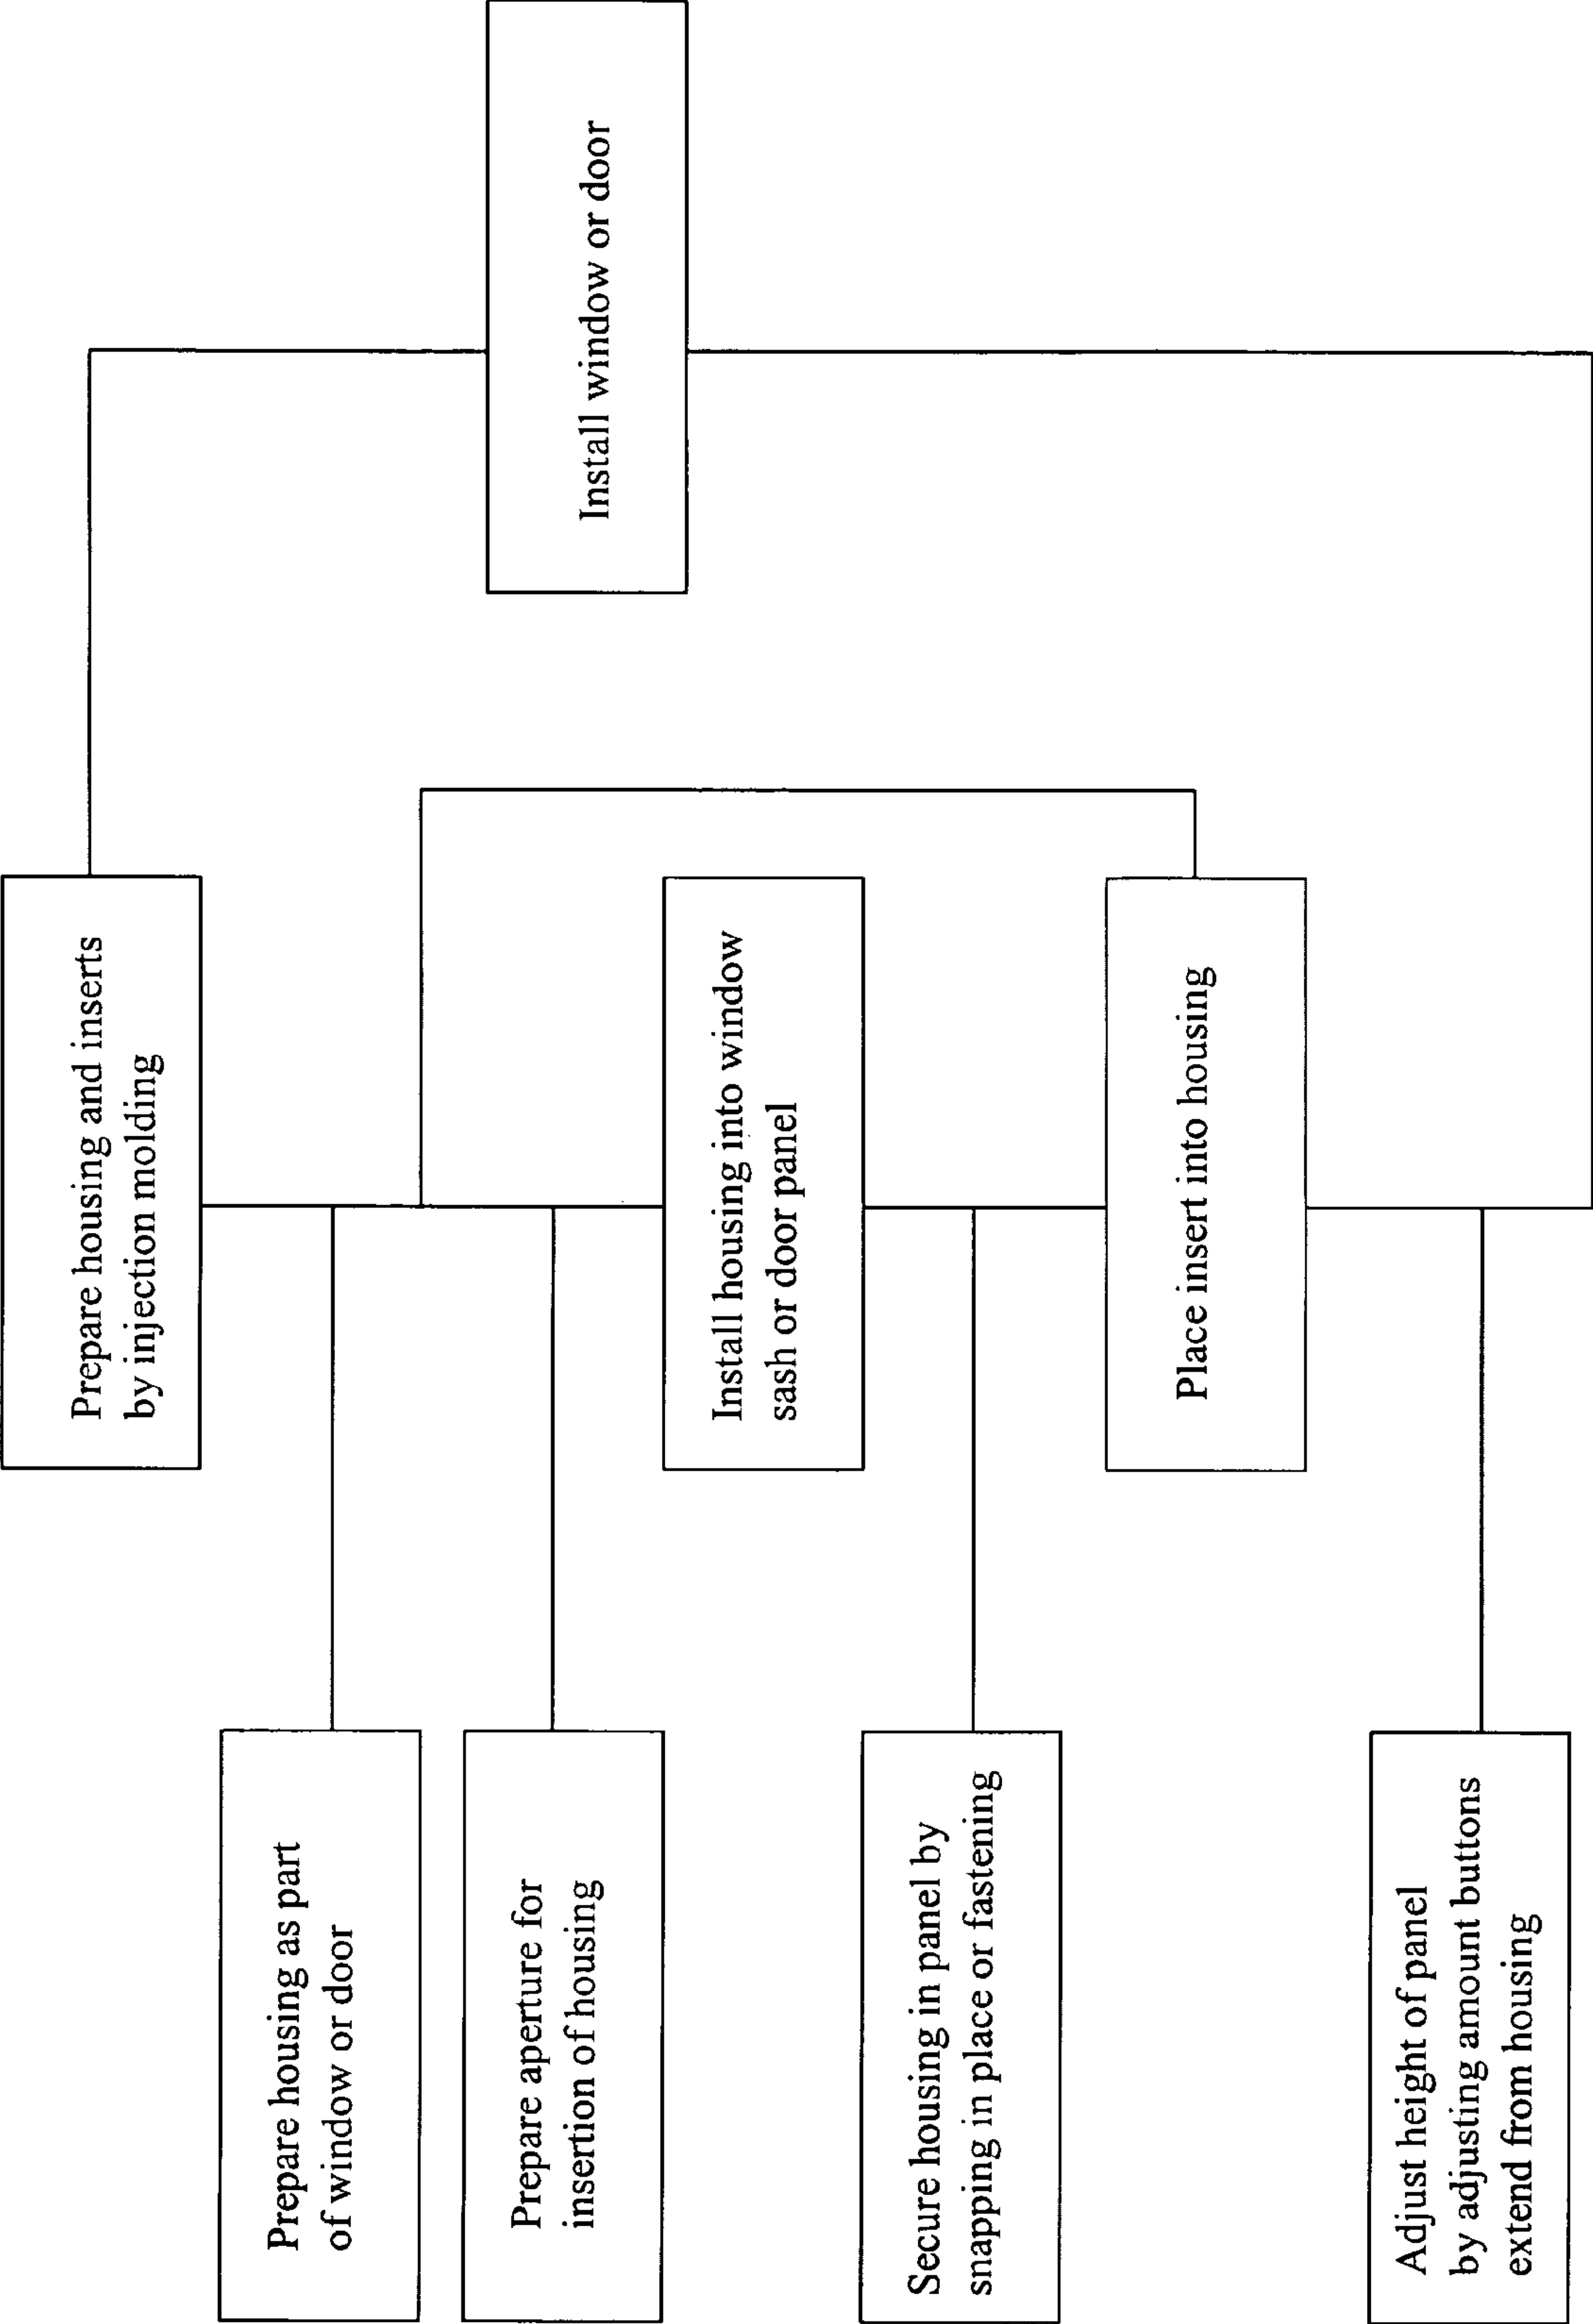 Prepare housing and inserts
by injection molding
Prepare housing as part
of window or door
Prepare aperture for
insertion of housing
Install window or door
Install housing into window
sash or door panel
Secure housing in panel by
snapping in place or fastening
Place insert into housing
Adjust height of panel
by adjusting amount buttons
extend from housing